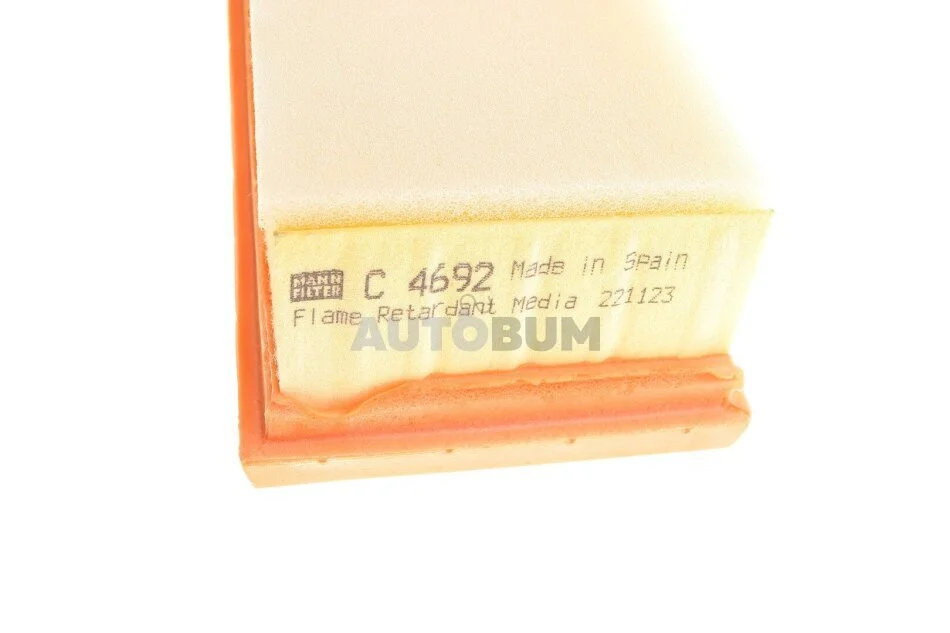 MANN
FILTER
C 4692 Made in Spain
Flame Retardant Media 221123
AUTOBUM